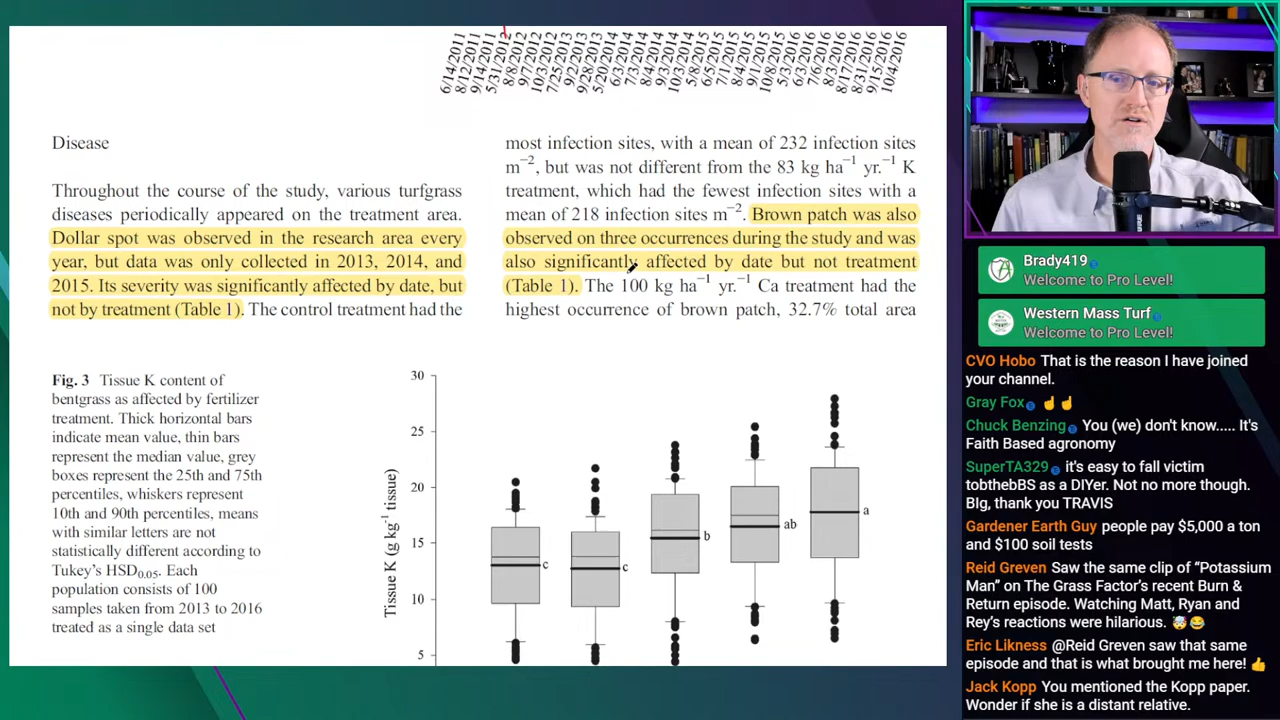 6/14/2011
8/12/2011
9/14/2011
5/31/2012
8/8/2012
9/7/2012
10/3/2012
7/25/2013
9/2/2013
9/28/2013
5/20/2014
6/3/2014
7/7/2014
8/4/2014
9/3/2014
10/3/2014
5/8/2015
6/5/2015
7/1/2015
8/4/2015
9/1/2015
10/8/2015
5/3/2016
6/7/2016
7/6/2016
8/3/2016
8/17/2016
8/31/2016
9/15/2016
10/4/2016
Disease
Throughout the course of the study, various turfgrass
diseases periodically appeared on the treatment area.
Dollar spot was observed in the research area every
year, but data was only collected in 2013, 2014, and
2015. Its severity was significantly affected by date, but
not by treatment (Table 1). The control treatment had the
most infection sites, with a mean of 232 infection sites
m⁻², but was not different from the 83 kg ha⁻¹ yr.⁻¹ K
treatment, which had the fewest infection sites with a
mean of 218 infection sites m⁻². Brown patch was also
observed on three occurrences during the study and was
also significantly affected by date but not treatment
(Table 1). The 100 kg ha⁻¹ yr.⁻¹ Ca treatment had the
highest occurrence of brown patch, 32.7% total area
Fig. 3 Tissue K content of
bentgrass as affected by fertilizer
treatment. Thick horizontal bars
indicate mean value, thin bars
represent the median value, grey
boxes represent the 25th and 75th
percentiles, whiskers represent
10th and 90th percentiles, means
with similar letters are not
statistically different according to
Tukey's HSD0.05. Each
population consists of 100
samples taken from 2013 to 2016
treated as a single data set
Tissue K (g kg⁻¹ tissue)
30
25
20
15
10
5
c
c
b
ab
a
Brady419
Welcome to Pro Level!
Western Mass Turf
Welcome to Pro Level!
CVO Hobo That is the reason I have joined
your channel.
Gray Fox ☝☝
Chuck Benzing You (we) don't know..... It's
Faith Based agronomy
SuperTA329 it's easy to fall victim
tobthebBS as a DIYer. Not no more though.
BIg, thank you TRAVIS
Gardener Earth Guy people pay $5,000 a ton
and $100 soil tests
Reid Greven Saw the same clip of “Potassium
Man” on The Grass Factor’s recent Burn &
Return episode. Watching Matt, Ryan and
Rey’s reactions were hilarious. 🤯😂
Eric Likness @Reid Greven saw that same
episode and that is what brought me here! 👍
Jack Kopp You mentioned the Kopp paper.
Wonder if she is a distant relative.